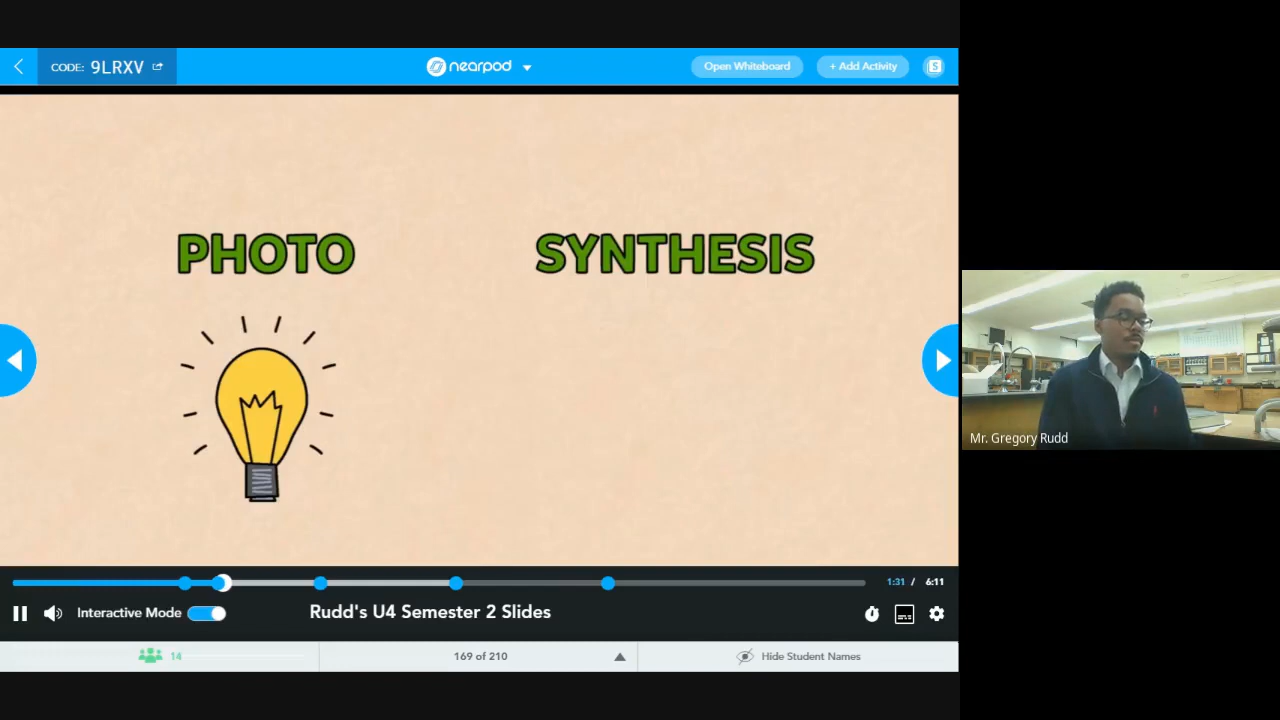 CODE: 9LRXV
nearpod
Open Whiteboard
+ Add Activity
S
PHOTO
SYNTHESIS
1:31 / 6:11
Interactive Mode
Rudd's U4 Semester 2 Slides
14
169 of 210
Hide Student Names
Mr. Gregory Rudd